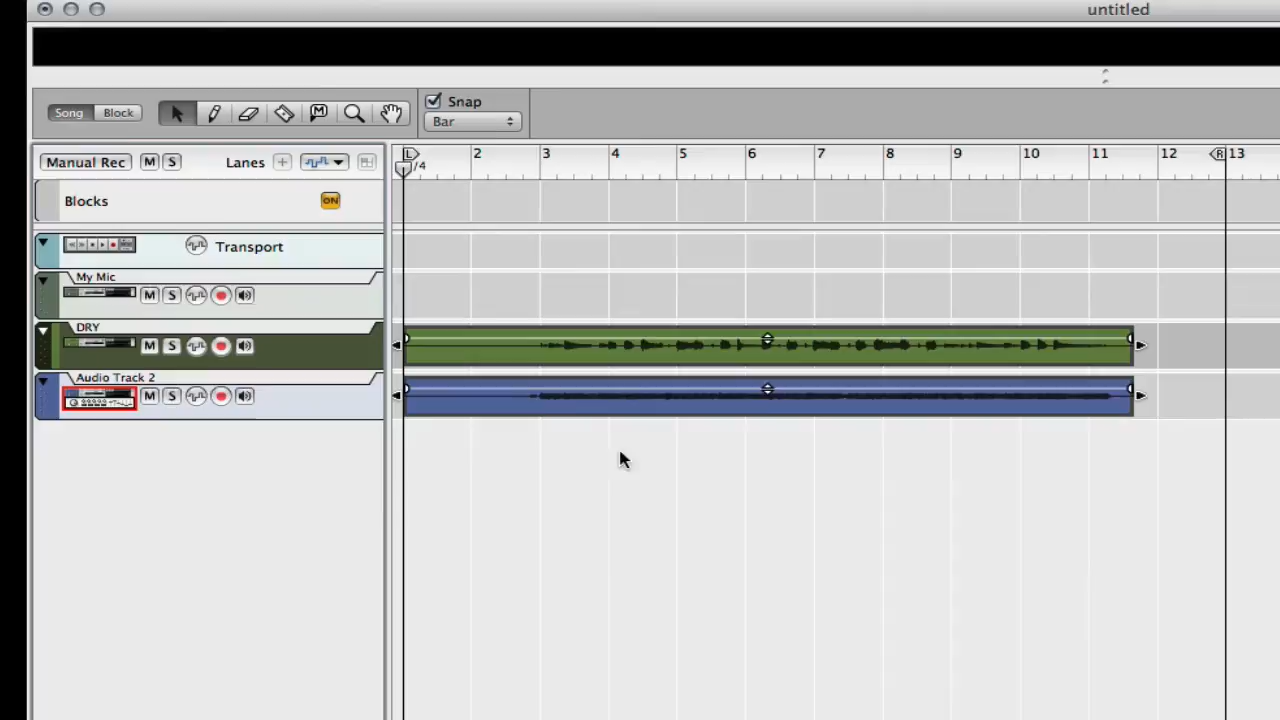 untitled
Song Block
M
Snap
Bar
Manual Rec M S Lanes +
L 2 3 4 5 6 7 8 9 10 11 12 R 13
/4
Blocks ON
Transport
My Mic
M S
DRY
M S
Audio Track 2
M S